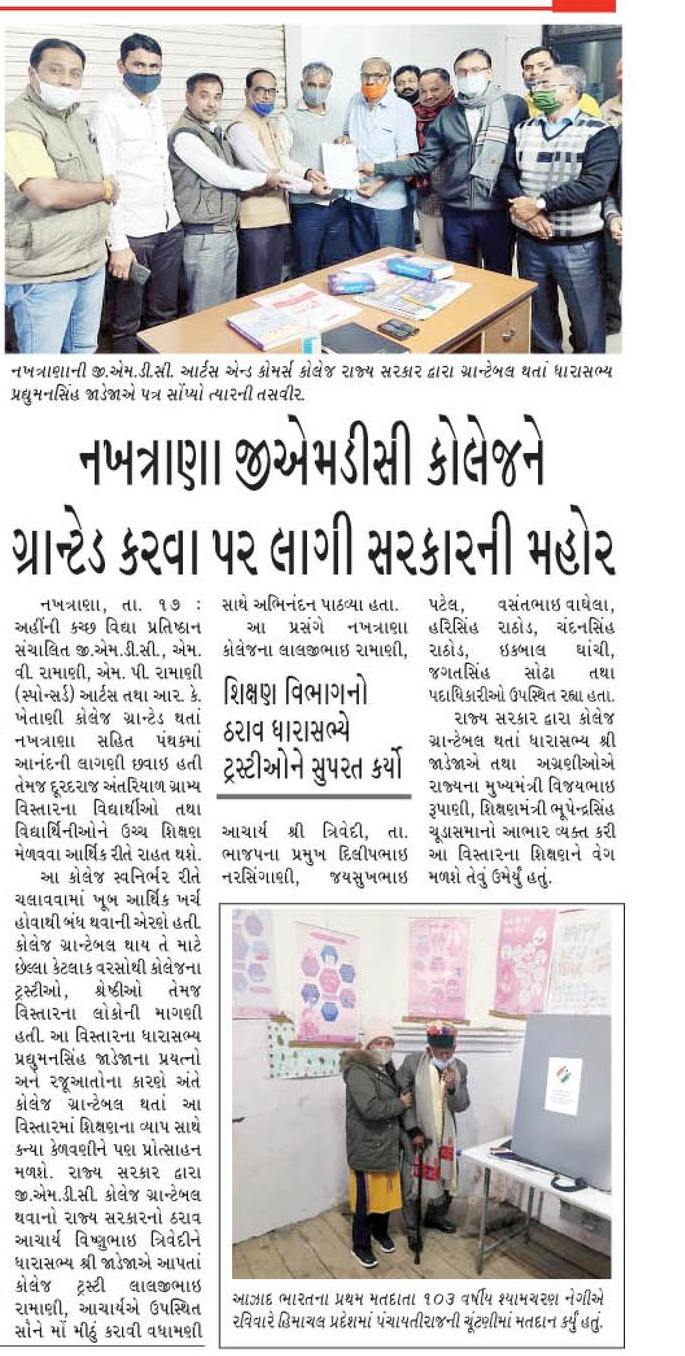 નખત્રાણાની જી.એમ.ડી.સી. આર્ટસ એન્ડ કોમર્સ કોલેજ રાજ્ય સરકાર દ્વારા ગ્રાન્ટેબલ થતાં ધારાસભ્ય
પ્રદ્યુમનસિંહ જાડેજાએ પત્ર સોંપ્યો ત્યારની તસવીર.
નખત્રાણા જીએમડીસી કોલેજને
ગ્રાન્ટેડ કરવા પર લાગી સરકારની મહોર
નખત્રાણા, તા. ૧૭ :
અહીંની કચ્છ વિદ્યા પ્રતિષ્ઠાન
સંચાલિત જી.એમ.ડી.સી., એમ.
વી. રામાણી, એમ. પી. રામાણી
(સ્પોન્સર્ડ) આર્ટસ તથા આર. કે.
ખેતાણી કોલેજ ગ્રાન્ટેડ થતાં
નખત્રાણા સહિત પંથકમાં
આનંદની લાગણી છવાઇ હતી
તેમજ દૂરદરાજ અંતરિયાળ ગ્રામ્ય
વિસ્તારના વિદ્યાર્થીઓ તથા
વિદ્યાર્થિનીઓને ઉચ્ચ શિક્ષણ
મેળવવા આર્થિક રીતે રાહત થશે.
આ કોલેજ સ્વનિર્ભર રીતે
ચલાવવામાં ખૂબ આર્થિક ખર્ચ
હોવાથી બંધ થવાની એરણે હતી.
કોલેજ ગ્રાન્ટેબલ થાય તે માટે
છેલ્લા કેટલાક વરસોથી કોલેજના
ટ્રસ્ટીઓ, શ્રેષ્ઠીઓ તેમજ
વિસ્તારના લોકોની માગણી
હતી. આ વિસ્તારના ધારાસભ્ય
પ્રદ્યુમનસિંહ જાડેજાના પ્રયત્નો
અને રજૂઆતોના કારણે અંતે
કોલેજ ગ્રાન્ટેબલ થતાં આ
વિસ્તારમાં શિક્ષણના વ્યાપ સાથે
કન્યા કેળવણીને પણ પ્રોત્સાહન
મળશે. રાજ્ય સરકાર દ્વારા
જી.એમ.ડી.સી. કોલેજ ગ્રાન્ટેબલ
થવાનો રાજ્ય સરકારનો ઠરાવ
આચાર્ય વિષ્ણુભાઇ ત્રિવેદીને
ધારાસભ્ય શ્રી જાડેજાએ આપતાં
કોલેજ ટ્રસ્ટી લાલજીભાઇ
રામાણી, આચાર્યએ ઉપસ્થિત
સૌને મોં મીઠું કરાવી વધામણી
સાથે અભિનંદન પાઠવ્યા હતા.
આ પ્રસંગે નખત્રાણા
કોલેજના લાલજીભાઇ રામાણી,
શિક્ષણ વિભાગનો
ઠરાવ ધારાસભ્યે
ટ્રસ્ટીઓને સુપરત કર્યો
આચાર્ય શ્રી ત્રિવેદી, તા.
ભાજપના પ્રમુખ દિલીપભાઇ
નરસિંગાણી, જયસુખભાઇ
પટેલ, વસંતભાઇ વાઘેલા,
હરિસિંહ રાઠોડ, ચંદનસિંહ
રાઠોડ, ઇકબાલ ઘાંચી,
જગતસિંહ સોઢા તથા
પદાધિકારીઓ ઉપસ્થિત રહ્યા હતા.
રાજ્ય સરકાર દ્વારા કોલેજ
ગ્રાન્ટેબલ થતાં ધારાસભ્ય શ્રી
જાડેજાએ તથા અગ્રણીઓએ
રાજ્યના મુખ્યમંત્રી વિજયભાઇ
રૂપાણી, શિક્ષણમંત્રી ભૂપેન્દ્રસિંહ
ચૂડાસમાનો આભાર વ્યક્ત કરી
આ વિસ્તારના શિક્ષણને વેગ
મળશે તેવું ઉમેર્યું હતું.
HAPPY
NEW
YEAR
આઝાદ ભારતના પ્રથમ મતદાતા ૧૦૩ વર્ષીય શ્યામચરણ નેગીએ
રવિવારે હિમાચલ પ્રદેશમાં પંચાયતીરાજની ચૂંટણીમાં મતદાન કર્યું હતું.